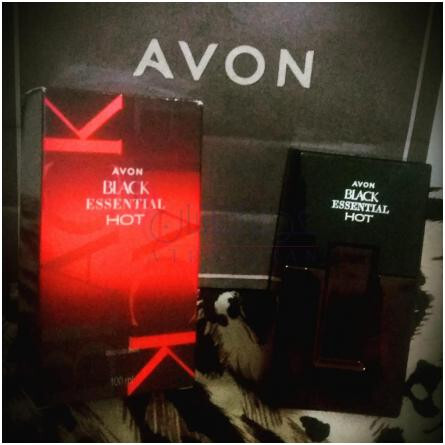 AVON
AVON
BLACK
ESSENTIAL
HOT
K
K
100 ml
AVON
BLACK
ESSENTIAL
HOT